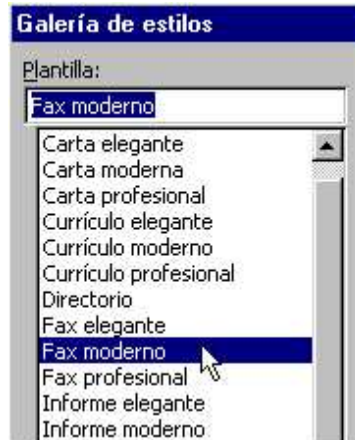 Galería de estilos
Plantilla:
Fax moderno
Carta elegante
Carta moderna
Carta profesional
Currículo elegante
Currículo moderno
Currículo profesional
Directorio
Fax elegante
Fax moderno
Fax profesional
Informe elegante
Informe moderno